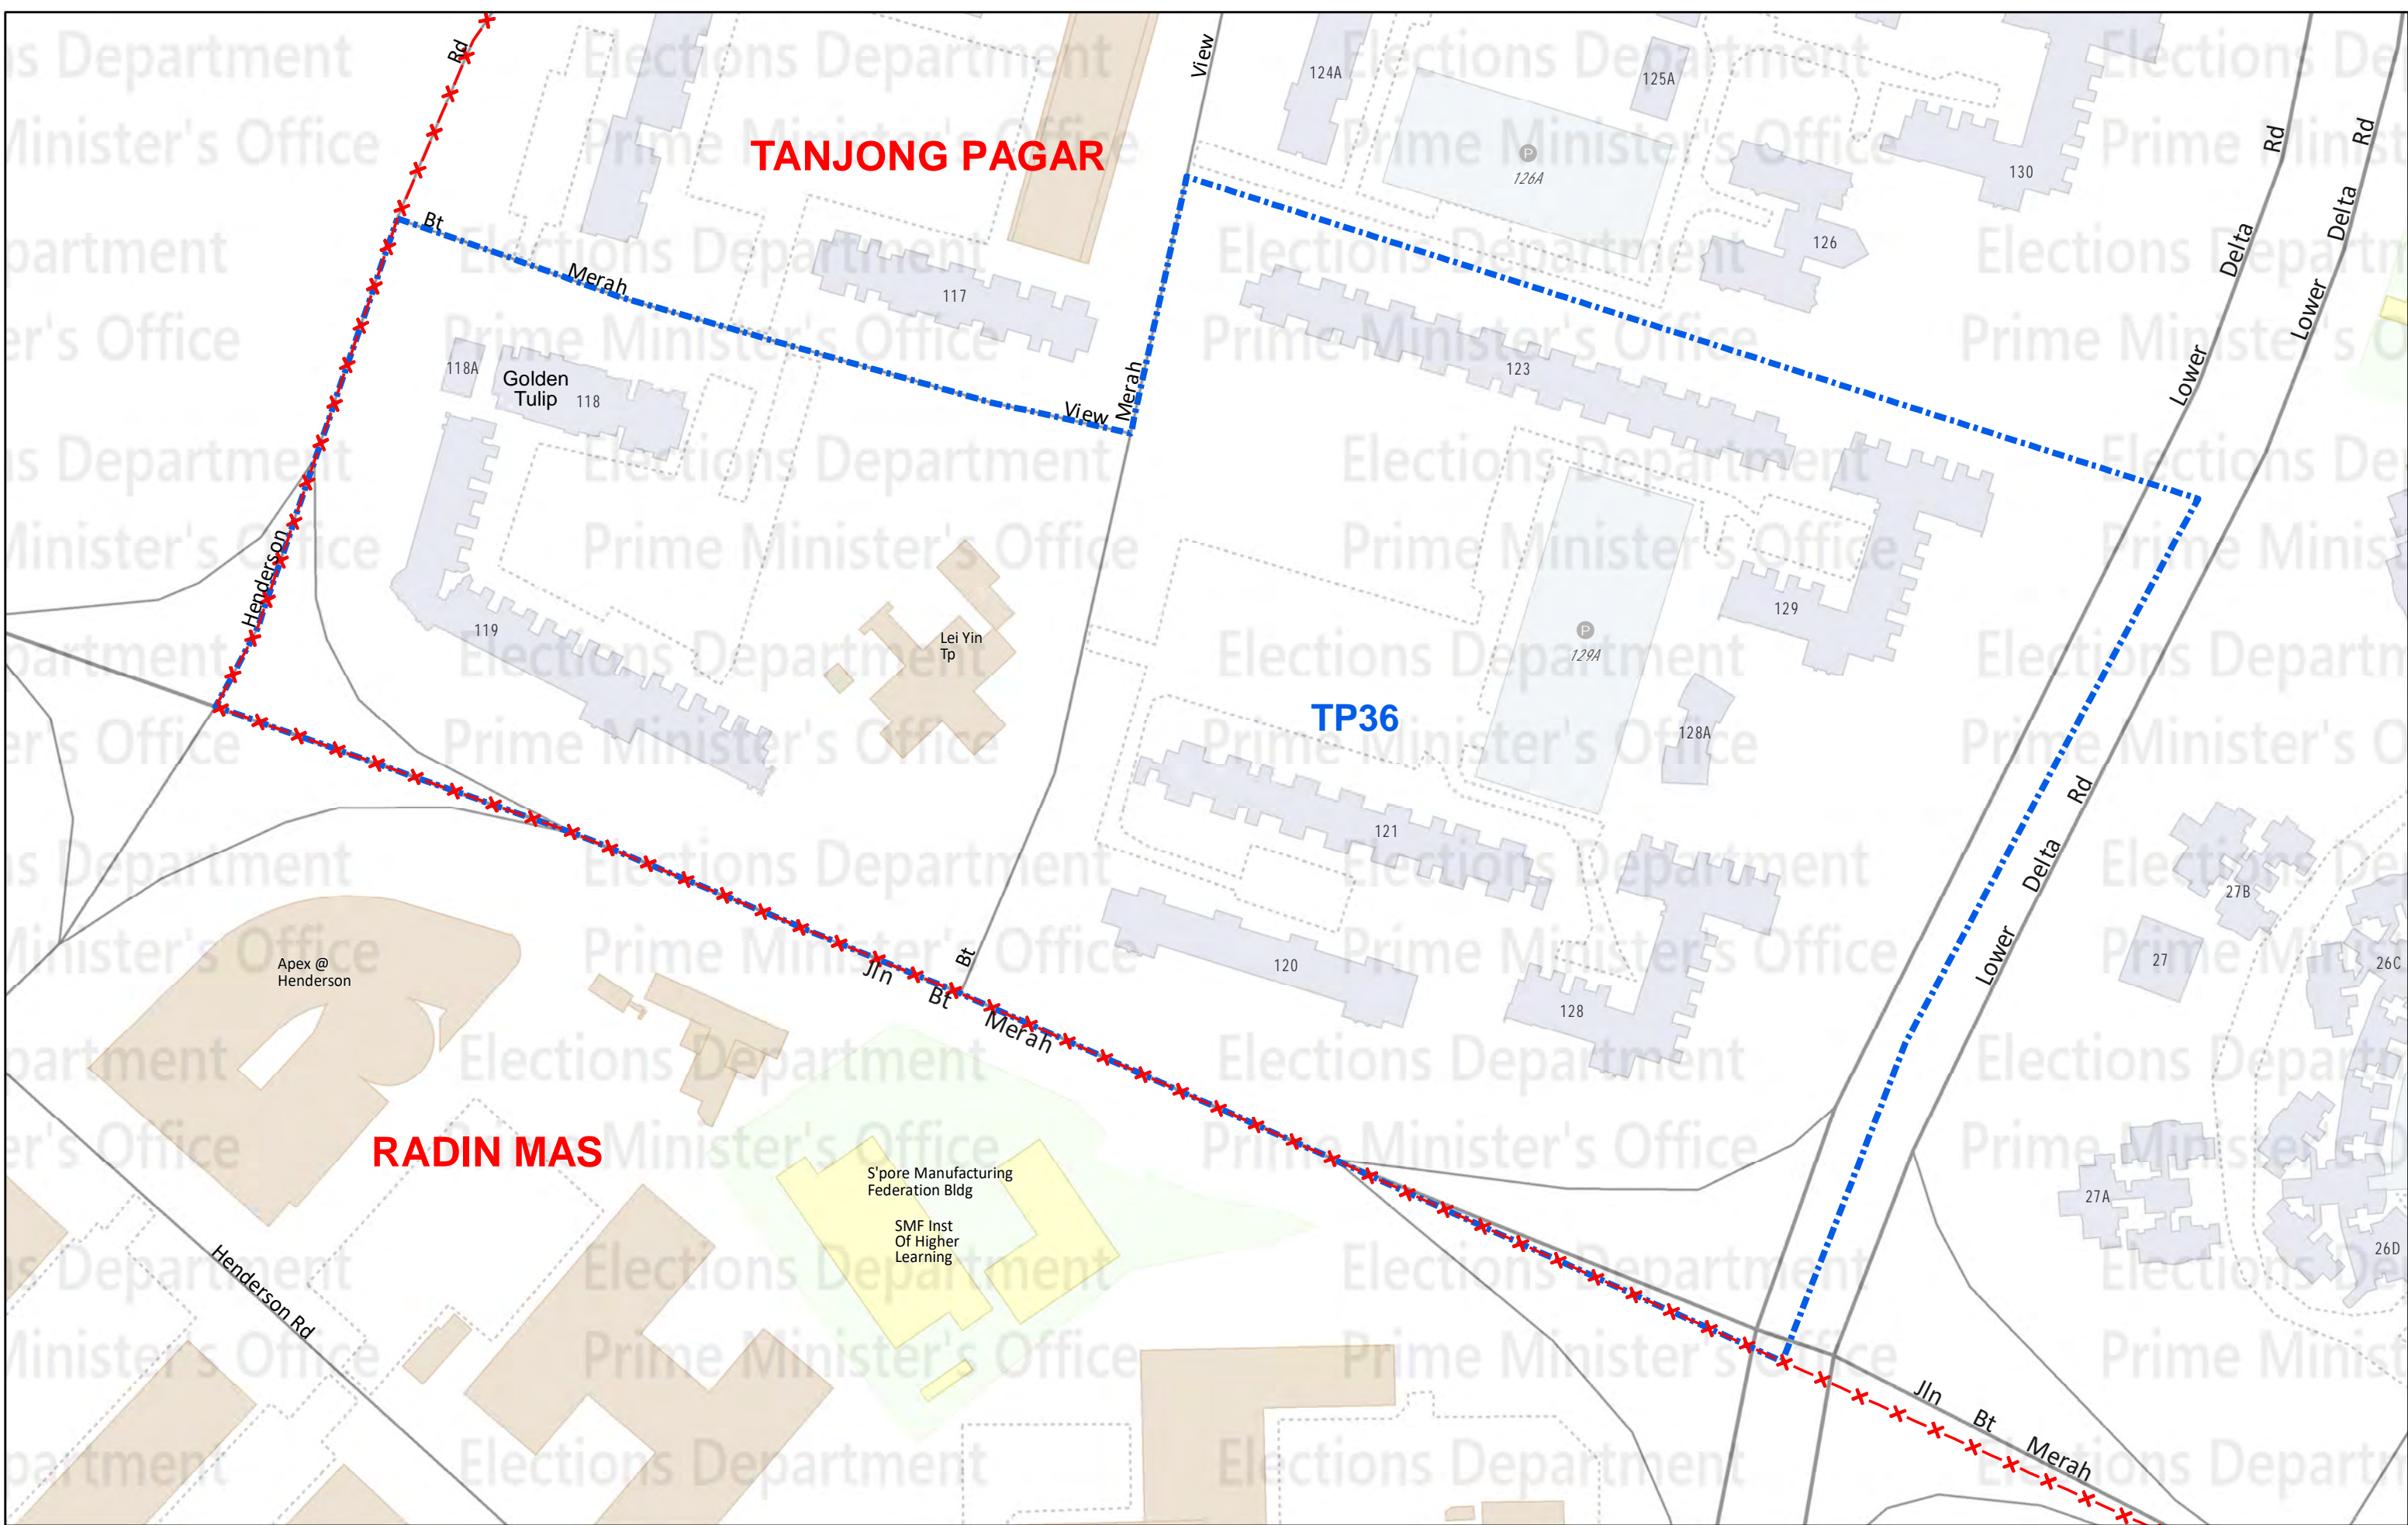 Rd
View
124A
125A
TANJONG PAGAR
P
126A
130
Rd
Rd
Bt
126
Delta
Delta
Merah
117
Lower
Lower
118A
Golden
Tulip
118
View
Merah
123
Henderson
119
Lei Yin
Tp
P
129A
129
TP36
128A
Rd
121
Delta
27B
Apex @
Henderson
Jln
Bt
Merah
Bt
120
128
Lower
27
26C
RADIN MAS
S'pore Manufacturing
Federation Bldg
SMF Inst
Of Higher
Learning
27A
26D
Henderson Rd
Jln
Bt
Merah
Elections Department
Prime Minister's Office